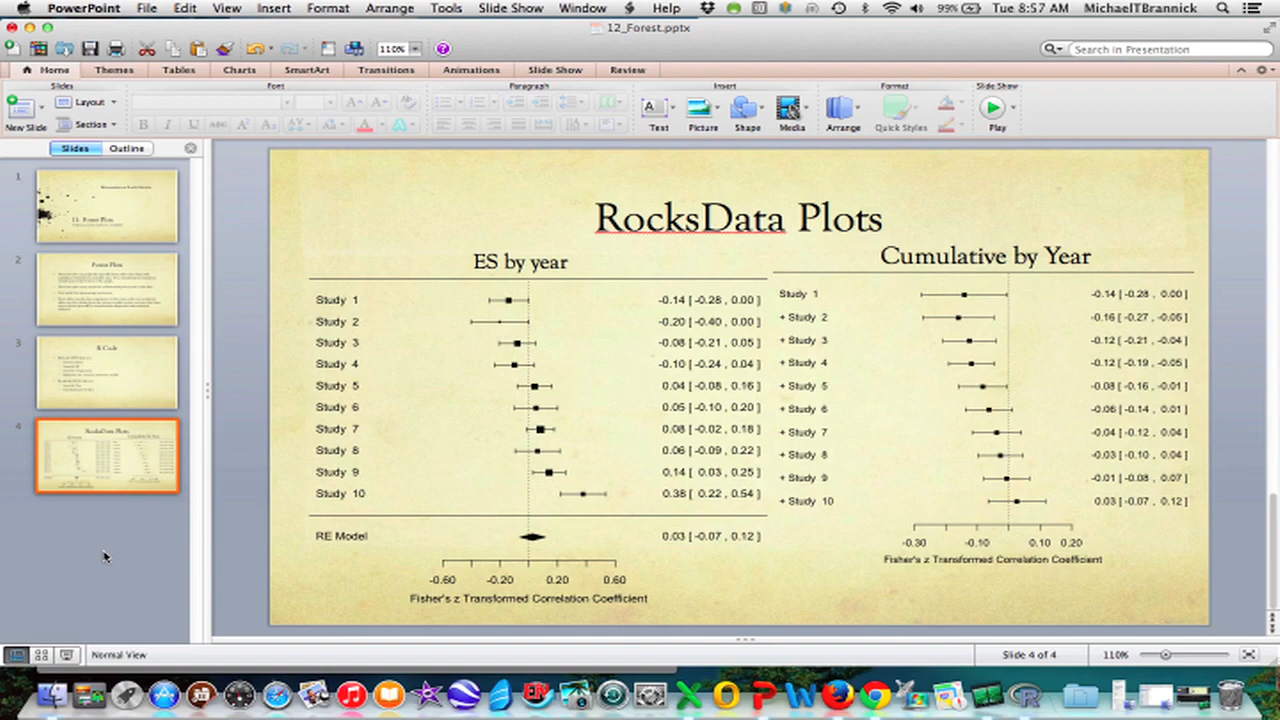 PowerPoint File Edit View Insert Format Arrange Tools Slide Show Window Help 99% Tue 8:57 AM MichaelTBrannick
12_Forest.pptx
110% Search in Presentation
Home Themes Tables Charts SmartArt Transitions Animations Slide Show Review
Slides Font Paragraph Insert Format Slide Show
New Slide Layout Section Text Picture Shape Media Arrange Quick Styles Play
Slides Outline
1
2
3
4
RocksData Plots
ES by year
Study 1 -0.14 [ -0.28 , 0.00 ]
Study 2 -0.20 [ -0.40 , 0.00 ]
Study 3 -0.08 [ -0.21 , 0.05 ]
Study 4 -0.10 [ -0.24 , 0.04 ]
Study 5 0.04 [ -0.08 , 0.16 ]
Study 6 0.05 [ -0.10 , 0.20 ]
Study 7 0.08 [ -0.02 , 0.18 ]
Study 8 0.06 [ -0.09 , 0.22 ]
Study 9 0.14 [ 0.03 , 0.25 ]
Study 10 0.38 [ 0.22 , 0.54 ]
RE Model 0.03 [ -0.07 , 0.12 ]
-0.60 -0.20 0.20 0.60
Fisher's z Transformed Correlation Coefficient
Cumulative by Year
Study 1 -0.14 [ -0.28 , 0.00 ]
+ Study 2 -0.16 [ -0.27 , -0.05 ]
+ Study 3 -0.12 [ -0.21 , -0.04 ]
+ Study 4 -0.12 [ -0.19 , -0.05 ]
+ Study 5 -0.08 [ -0.16 , -0.01 ]
+ Study 6 -0.06 [ -0.14 , 0.01 ]
+ Study 7 -0.04 [ -0.12 , 0.04 ]
+ Study 8 -0.03 [ -0.10 , 0.04 ]
+ Study 9 -0.01 [ -0.08 , 0.07 ]
+ Study 10 0.03 [ -0.07 , 0.12 ]
-0.30 -0.10 0.10 0.20
Fisher's z Transformed Correlation Coefficient
Normal View Slide 4 of 4 110%